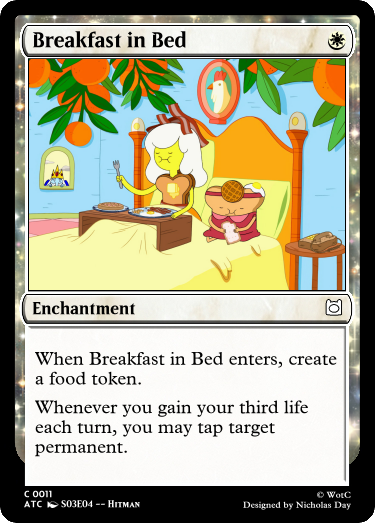 Breakfast in Bed
Enchantment
When Breakfast in Bed enters, create
a food token.
Whenever you gain your third life
each turn, you may tap target
permanent.
C 0011
© WotC
ATC S03E04 -- Hitman
Designed by Nicholas Day